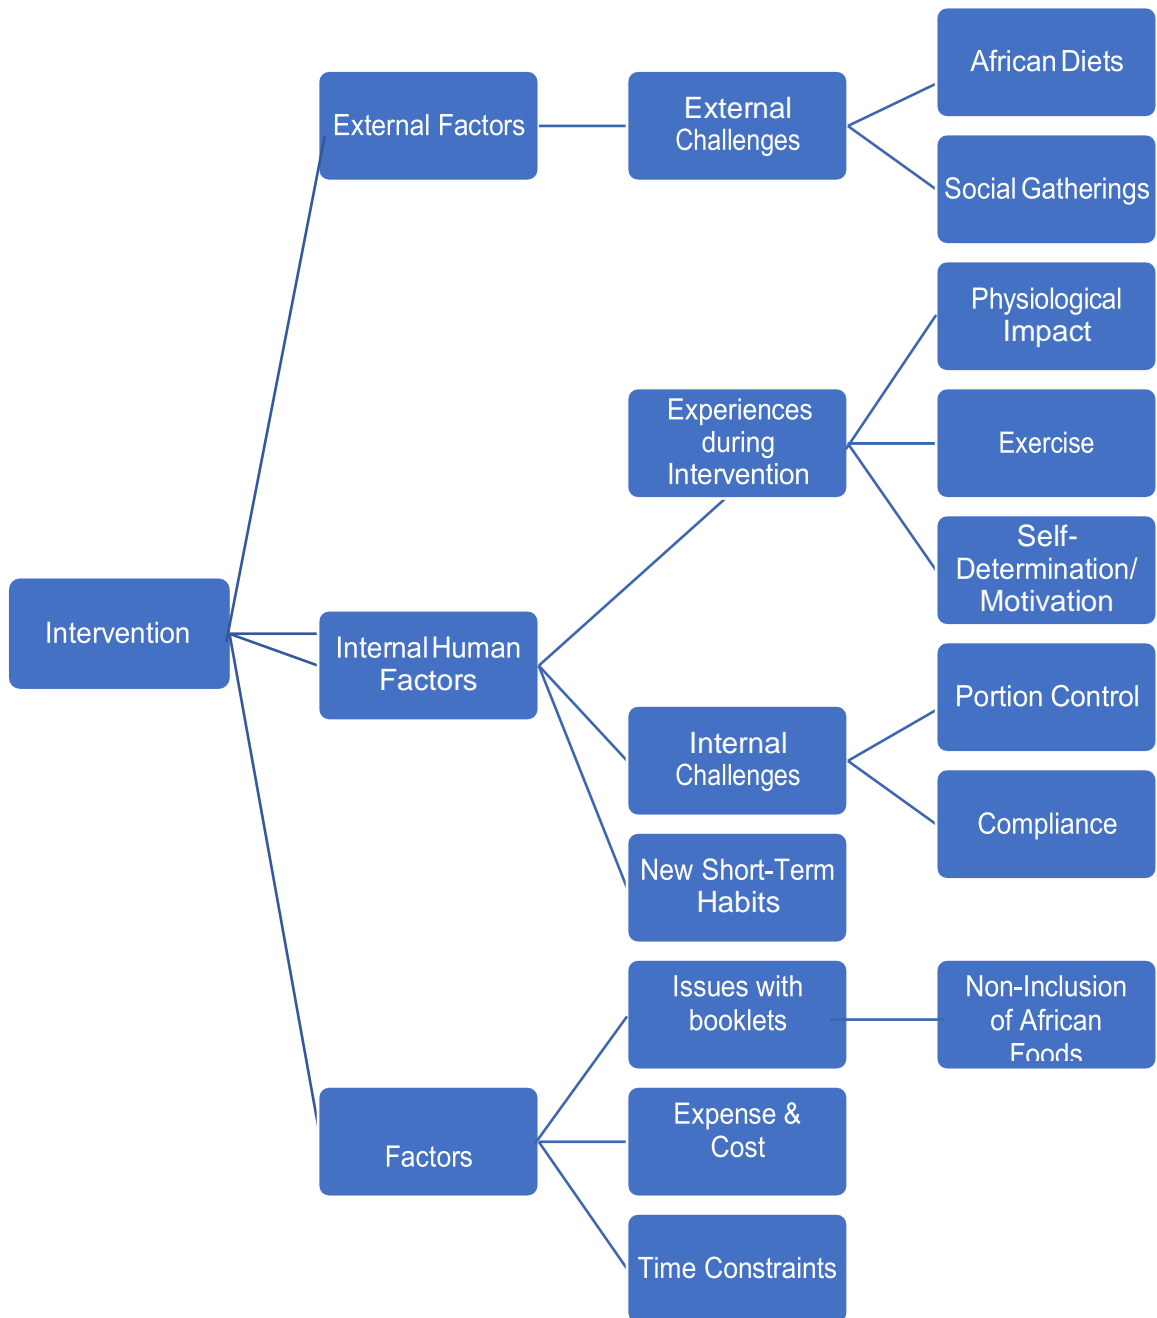 African Diets
External Factors
External
Challenges
Social Gatherings
Physiological
Impact
Experiences
during
Intervention
Exercise
Self-
Determination/
Motivation
Intervention
Internal Human
Factors
Portion Control
Internal
Challenges
Compliance
New Short-Term
Habits
Issues with
booklets
Non-Inclusion
of African
Foods
Expense &
Cost
Factors
Time Constraints